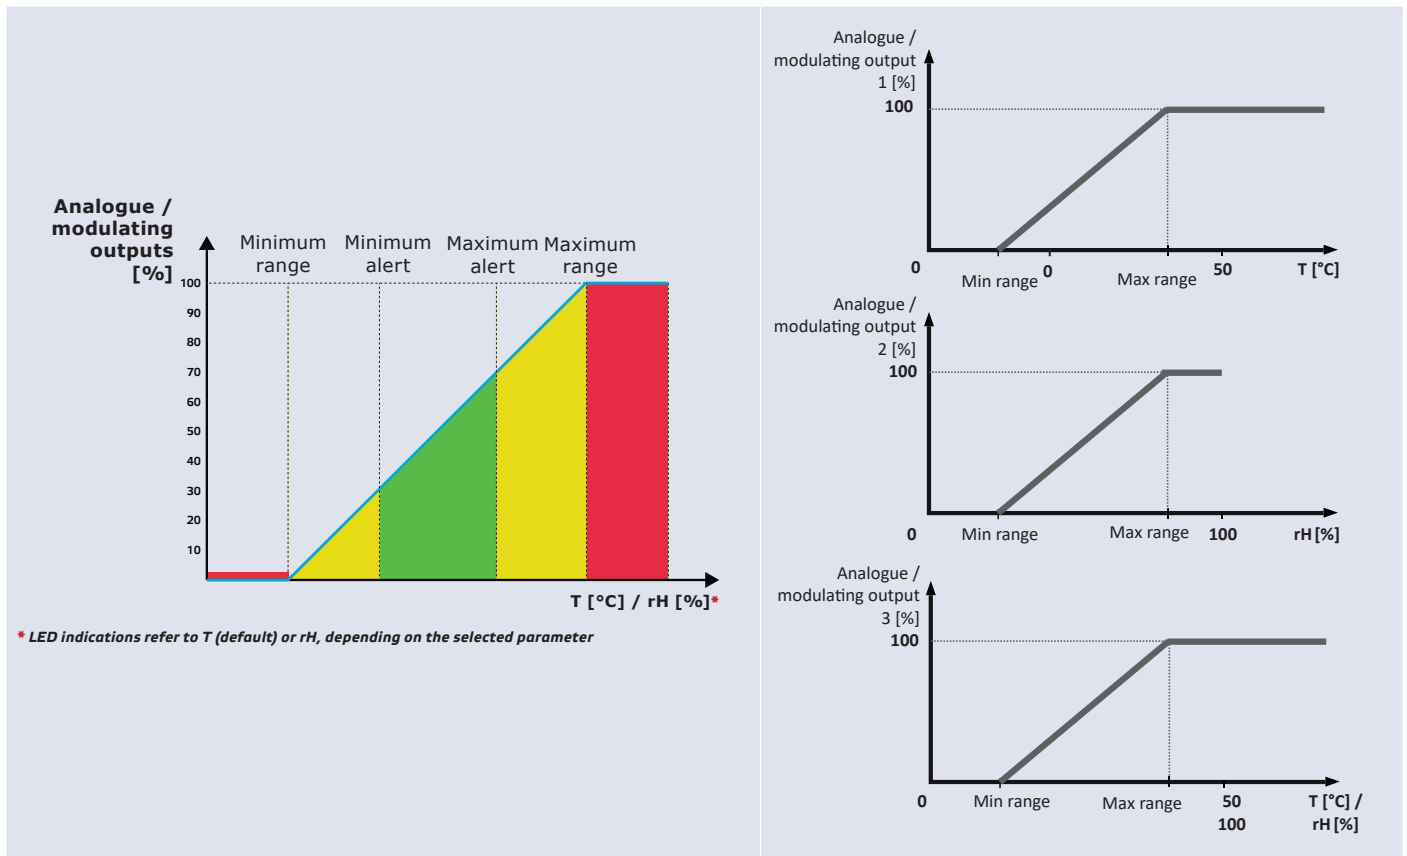 Analogue /
modulating
outputs
[%]
Minimum
range
Minimum
alert
Maximum
alert
Maximum
range
100
90
80
70
60
50
40
30
20
10
T [°C] / rH [%]*
* LED indications refer to T (default) or rH, depending on the selected parameter
Analogue /
modulating output
1 [%]
100
0
Min range
0
Max range
50
T [°C]
Analogue /
modulating output
2 [%]
100
0
Min range
Max range
100
rH [%]
Analogue /
modulating output
3 [%]
100
0
Min range
Max range
50
100
T [°C] /
rH [%]